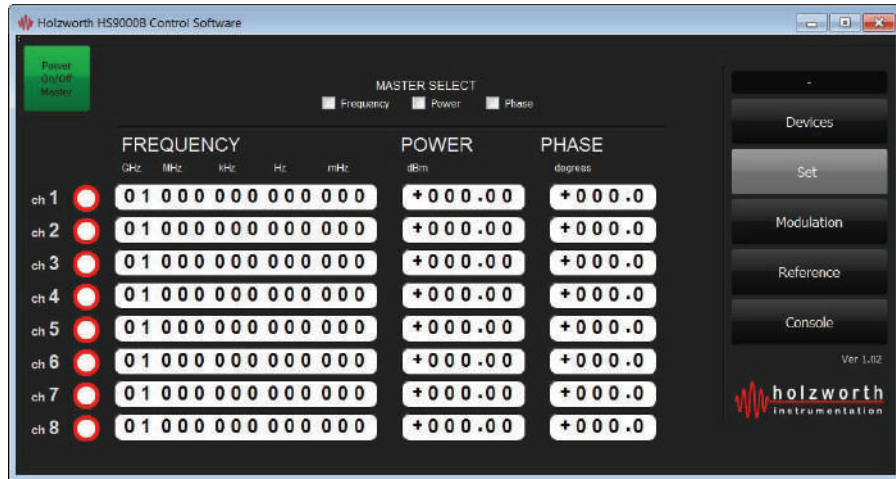 Holzworth HS9000B Control Software
Power
On/Off
Master
MASTER SELECT
Frequency Power Phase
FREQUENCY POWER PHASE
GHz MHz kHz Hz mHz dBm degrees
ch 1 01 000 000 000 000 +000.00 +000.0
ch 2 01 000 000 000 000 +000.00 +000.0
ch 3 01 000 000 000 000 +000.00 +000.0
ch 4 01 000 000 000 000 +000.00 +000.0
ch 5 01 000 000 000 000 +000.00 +000.0
ch 6 01 000 000 000 000 +000.00 +000.0
ch 7 01 000 000 000 000 +000.00 +000.0
ch 8 01 000 000 000 000 +000.00 +000.0
-
Devices
Set
Modulation
Reference
Console
Ver 1.02
holzworth
instrumentation